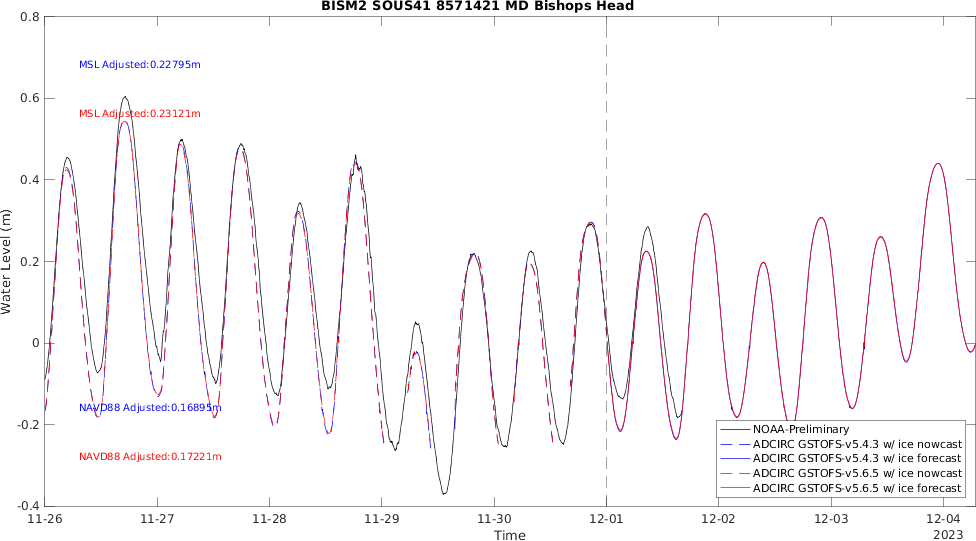 BISM2 SOUS41 8571421 MD Bishops Head
0.8
MSL Adjusted:0.22795m
0.6
MSL Adjusted:0.23121m
0.4
0.2
Water Level (m)
0
NAVD88 Adjusted:0.16895m
-0.2
NAVD88 Adjusted:0.17221m
-0.4
NOAA-Preliminary
ADCIRC GSTOFS-v5.4.3 w/ ice nowcast
ADCIRC GSTOFS-v5.4.3 w/ ice forecast
ADCIRC GSTOFS-v5.6.5 w/ ice nowcast
ADCIRC GSTOFS-v5.6.5 w/ ice forecast
11-26 11-27 11-28 11-29 11-30 12-01 12-02 12-03 12-04
Time
2023